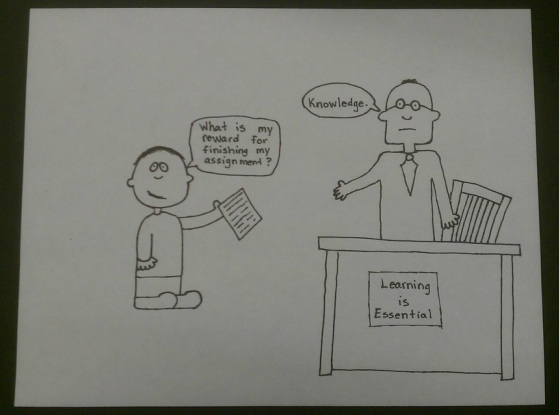 What is my
reward for
finishing my
assignment?
Knowledge.
Learning
is
Essential